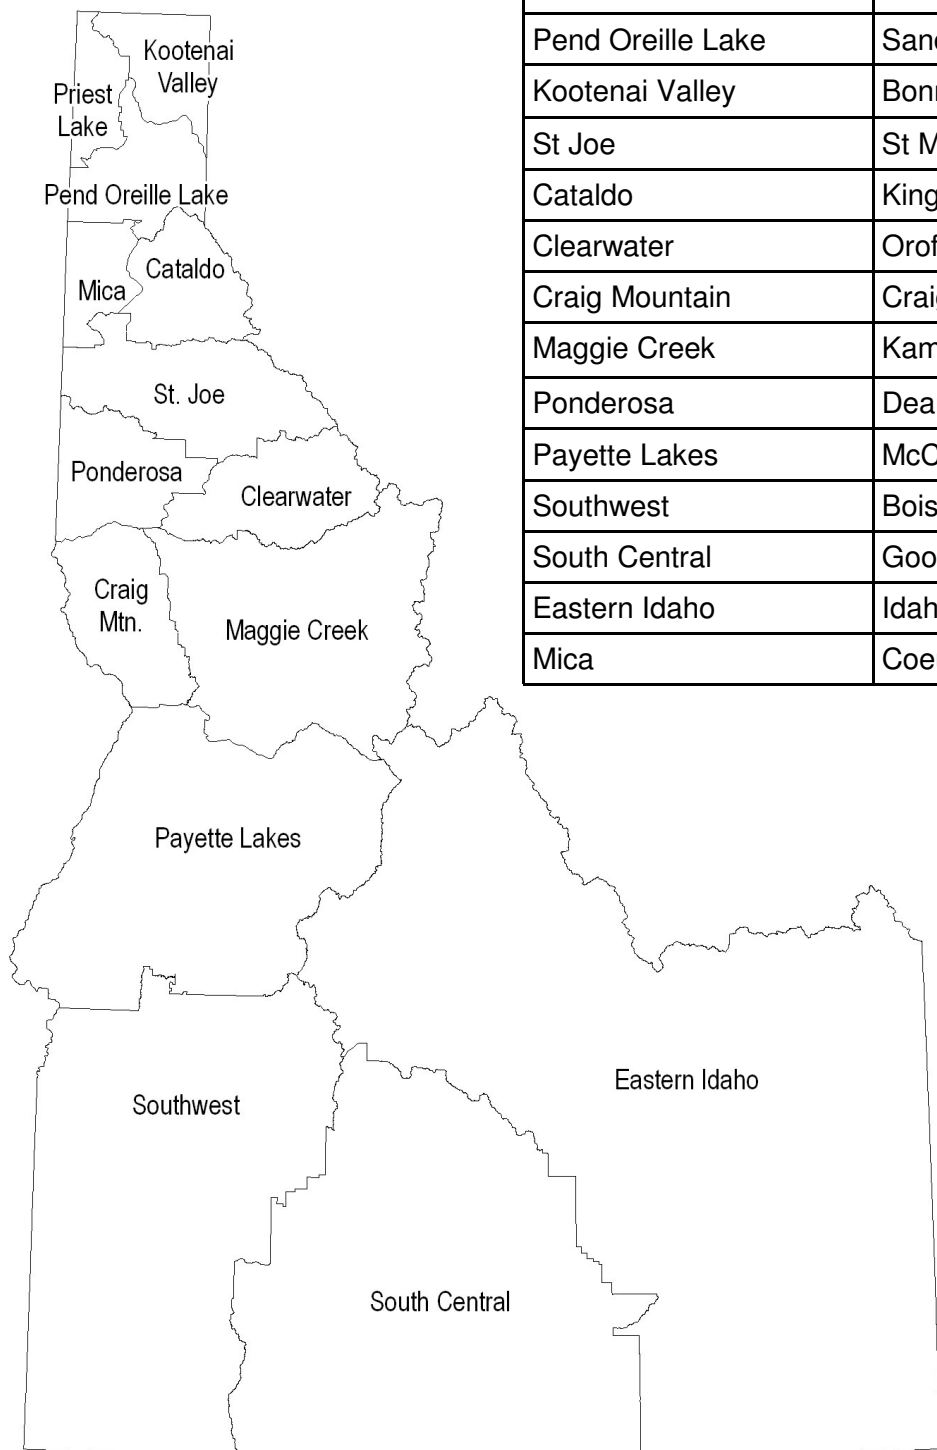 Kootenai
Valley
Priest
Lake
Pend Oreille Lake
Cataldo
Mica
St. Joe
Ponderosa
Clearwater
Craig
Mtn.
Maggie Creek
Payette Lakes
Eastern Idaho
Southwest
South Central
Pend Oreille Lake
Kootenai Valley
St Joe
St
Cataldo
Clearwater
Craig Mountain
Maggie Creek
Ponderosa
Payette Lakes
Southwest
South Central
Eastern Idaho
Mica